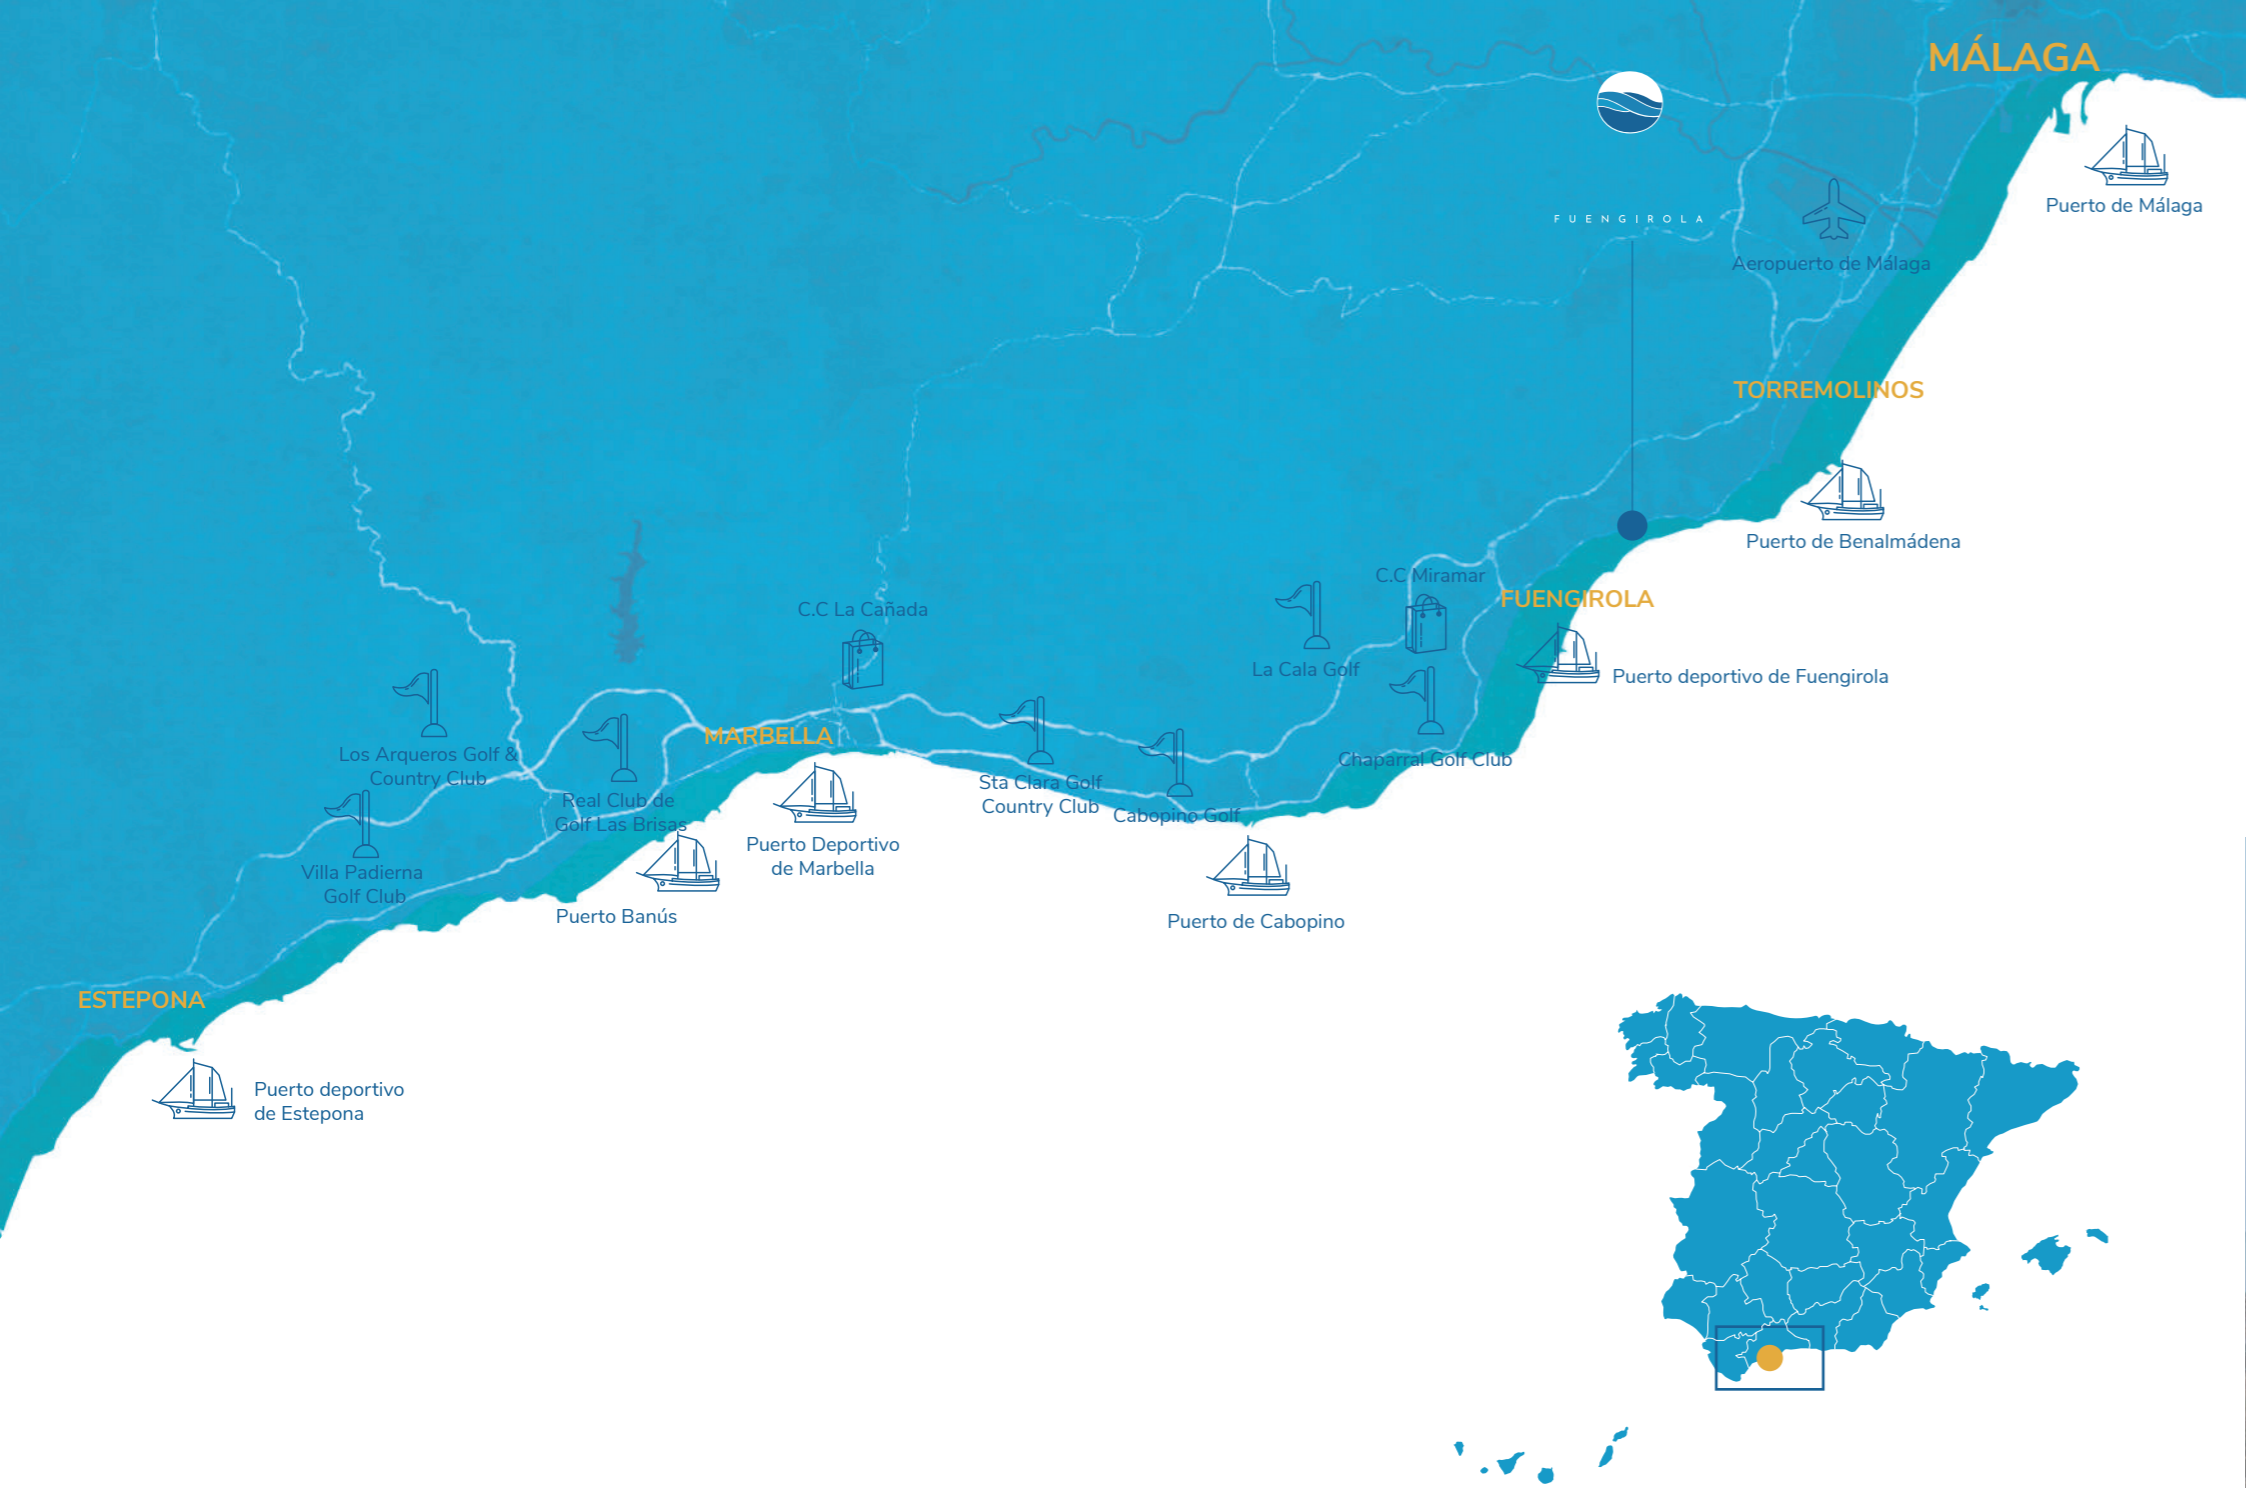 MÁLAGA
Puerto de Málaga
FUENGIROLA
Aeropuerto de Málaga
TORREMOLINOS
Puerto de Benalmádena
C.C Miramar
FUENGIROLA
C.C La Cañada
La Cala Golf
Puerto deportivo de Fuengirola
MARBELLA
Los Arqueros Golf &
Country Club
Chaparral Golf Club
Sta Clara Golf
Country Club
Real Club de
Golf Las Brisas
Cabopino Golf
Puerto Deportivo
de Marbella
Villa Padierna
Golf Club
Puerto Banús
Puerto de Cabopino
ESTEPONA
Puerto deportivo
de Estepona